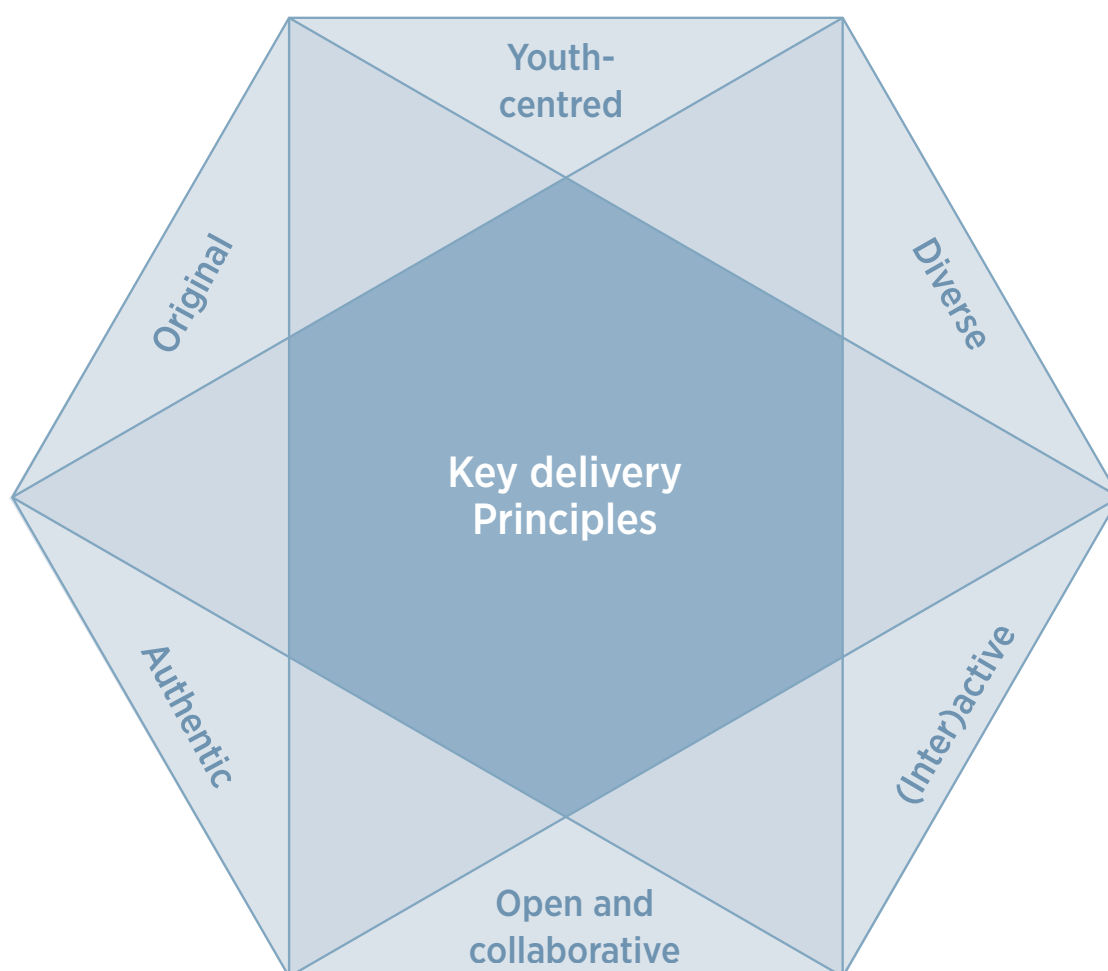 Youth-
centred
Original
Diverse
Key delivery
Principles
Authentic
(Inter)active
Open and
collaborative